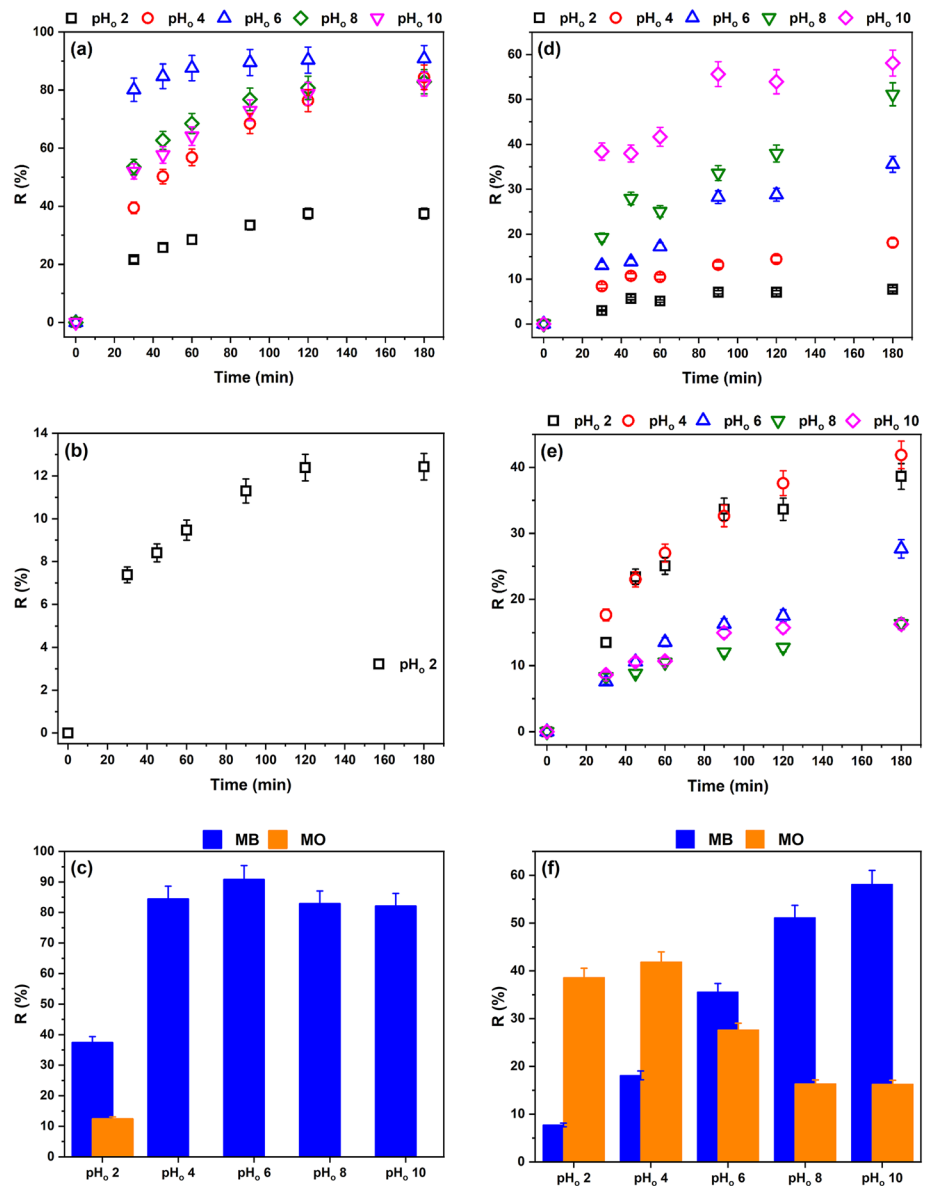 pHₒ 2 pHₒ 4 pHₒ 6 pHₒ 8 pHₒ 10
(a)
100
80
60
40
20
0
R (%)
0 20 40 60 80 100 120 140 160 180
Time (min)
pHₒ 2 pHₒ 4 pHₒ 6 pHₒ 8 pHₒ 10
(d)
60
50
40
30
20
10
0
R (%)
0 20 40 60 80 100 120 140 160 180
Time (min)
(b)
14
12
10
8
6
4
2
0
R (%)
pHₒ 2
0 20 40 60 80 100 120 140 160 180
Time (min)
pHₒ 2 pHₒ 4 pHₒ 6 pHₒ 8 pHₒ 10
(e)
40
30
20
10
0
R (%)
0 20 40 60 80 100 120 140 160 180
Time (min)
MB MO
(c)
100
90
80
70
60
50
40
30
20
10
0
R (%)
pHₒ 2 pHₒ 4 pHₒ 6 pHₒ 8 pHₒ 10
MB MO
(f)
60
50
40
30
20
10
0
R (%)
pHₒ 2 pHₒ 4 pHₒ 6 pHₒ 8 pHₒ 10